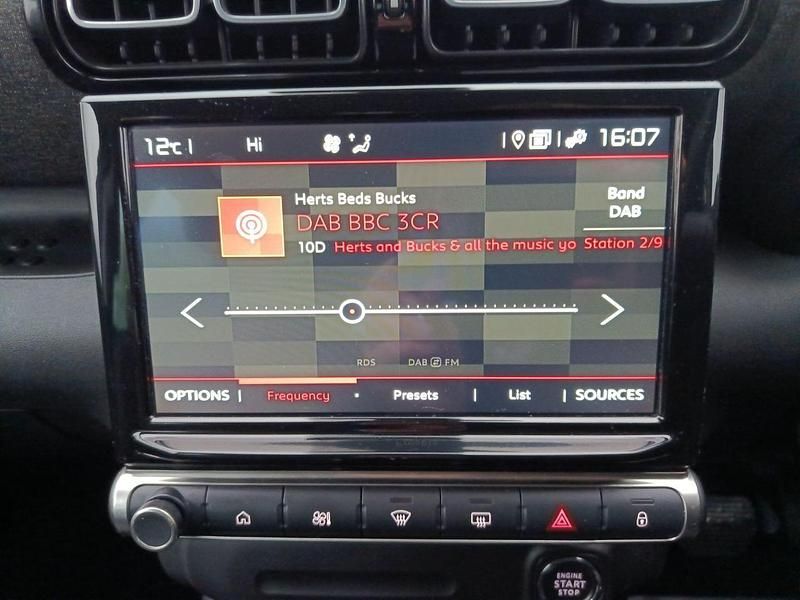 12°C Hi 16:07
Herts Beds Bucks
Band
DAB BBC 3CR
DAB
10D Herts and Bucks & all the music yo Station 2/9
RDS DAB FM
OPTIONS Frequency Presets List SOURCES
ENGINE
START
STOP